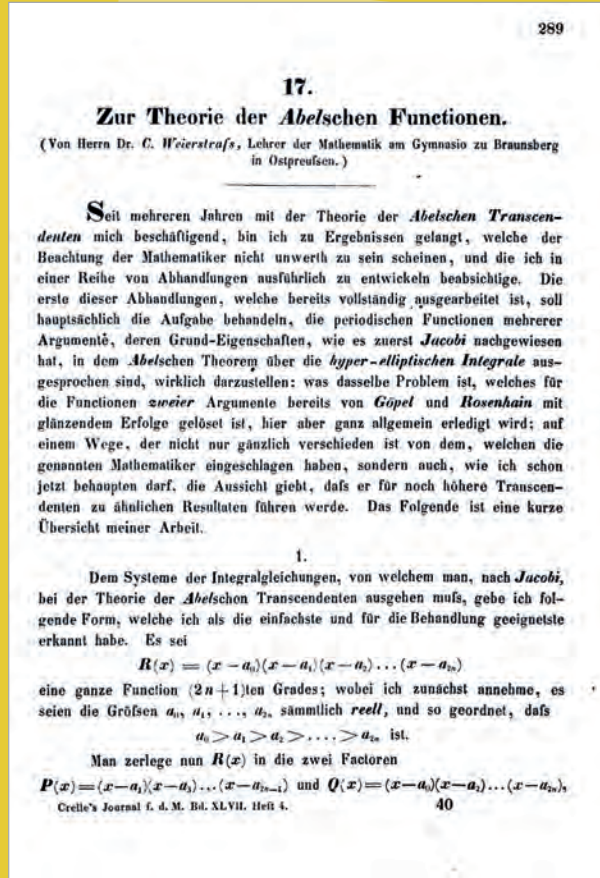 289
17.
Zur Theorie der Abelschen Functionen.
(Von Herrn Dr. C. Weierstraſs, Lehrer der Mathematik am Gymnasio zu Braunsberg
in Ostpreuſsen.)
Seit mehreren Jahren mit der Theorie der Abelschen Transcen-
denten mich beschäftigend, bin ich zu Ergebnissen gelangt, welche der
Beachtung der Mathematiker nicht unwerth zu sein scheinen, und die ich in
einer Reihe von Abhandlungen ausführlich zu entwickeln beabsichtige. Die
erste dieser Abhandlungen, welche bereits vollständig ausgearbeitet ist, soll
hauptsächlich die Aufgabe behandeln, die periodischen Functionen mehrerer
Argumente, deren Grund-Eigenschaften, wie es zuerst Jacobi nachgewiesen
hat, in dem Abelschen Theorem über die hyper-elliptischen Integrale aus-
gesprochen sind, wirklich darzustellen: was dasselbe Problem ist, welches für
die Functionen zweier Argumente bereits von Göpel und Rosenhain mit
glänzendem Erfolge gelöset ist, hier aber ganz allgemein erledigt wird; auf
einem Wege, der nicht nur gänzlich verschieden ist von dem, welchen die
genannten Mathematiker eingeschlagen haben, sondern auch, wie ich schon
jetzt behaupten darf, die Aussicht giebt, daſs er für noch höhere Transcen-
denten zu ähnlichen Resultaten führen werde. Das Folgende ist eine kurze
Übersicht meiner Arbeit.
1.
Dem Systeme der Integralgleichungen, von welchem man, nach Jacobi,
bei der Theorie der Abelschon Transcendenten ausgehen muſs, gebe ich fol-
gende Form, welche ich als die einfachste und für die Behandlung geeignetste
erkannt habe. Es sei
R(x) = (x−a₀)(x−a₁)(x−a₂)...(x−a₂ₙ)
eine ganze Function (2n+1)ten Grades; wobei ich zunächst annehme, es
seien die Gröſsen a₀, a₁, ..., a₂ₙ sämmtlich reell, und so geordnet, daſs
a₀ > a₁ > a₂ > .... > a₂ₙ ist.
Man zerlege nun R(x) in die zwei Factoren
P(x)=(x−a₁)(x−a₃)...(x−a₂ₙ₋₁) und Q(x)=(x−a₀)(x−a₂)...(x−a₂ₙ),
Crelle's Journal f. d. M. Bd. XLVII. Heft 4. 40